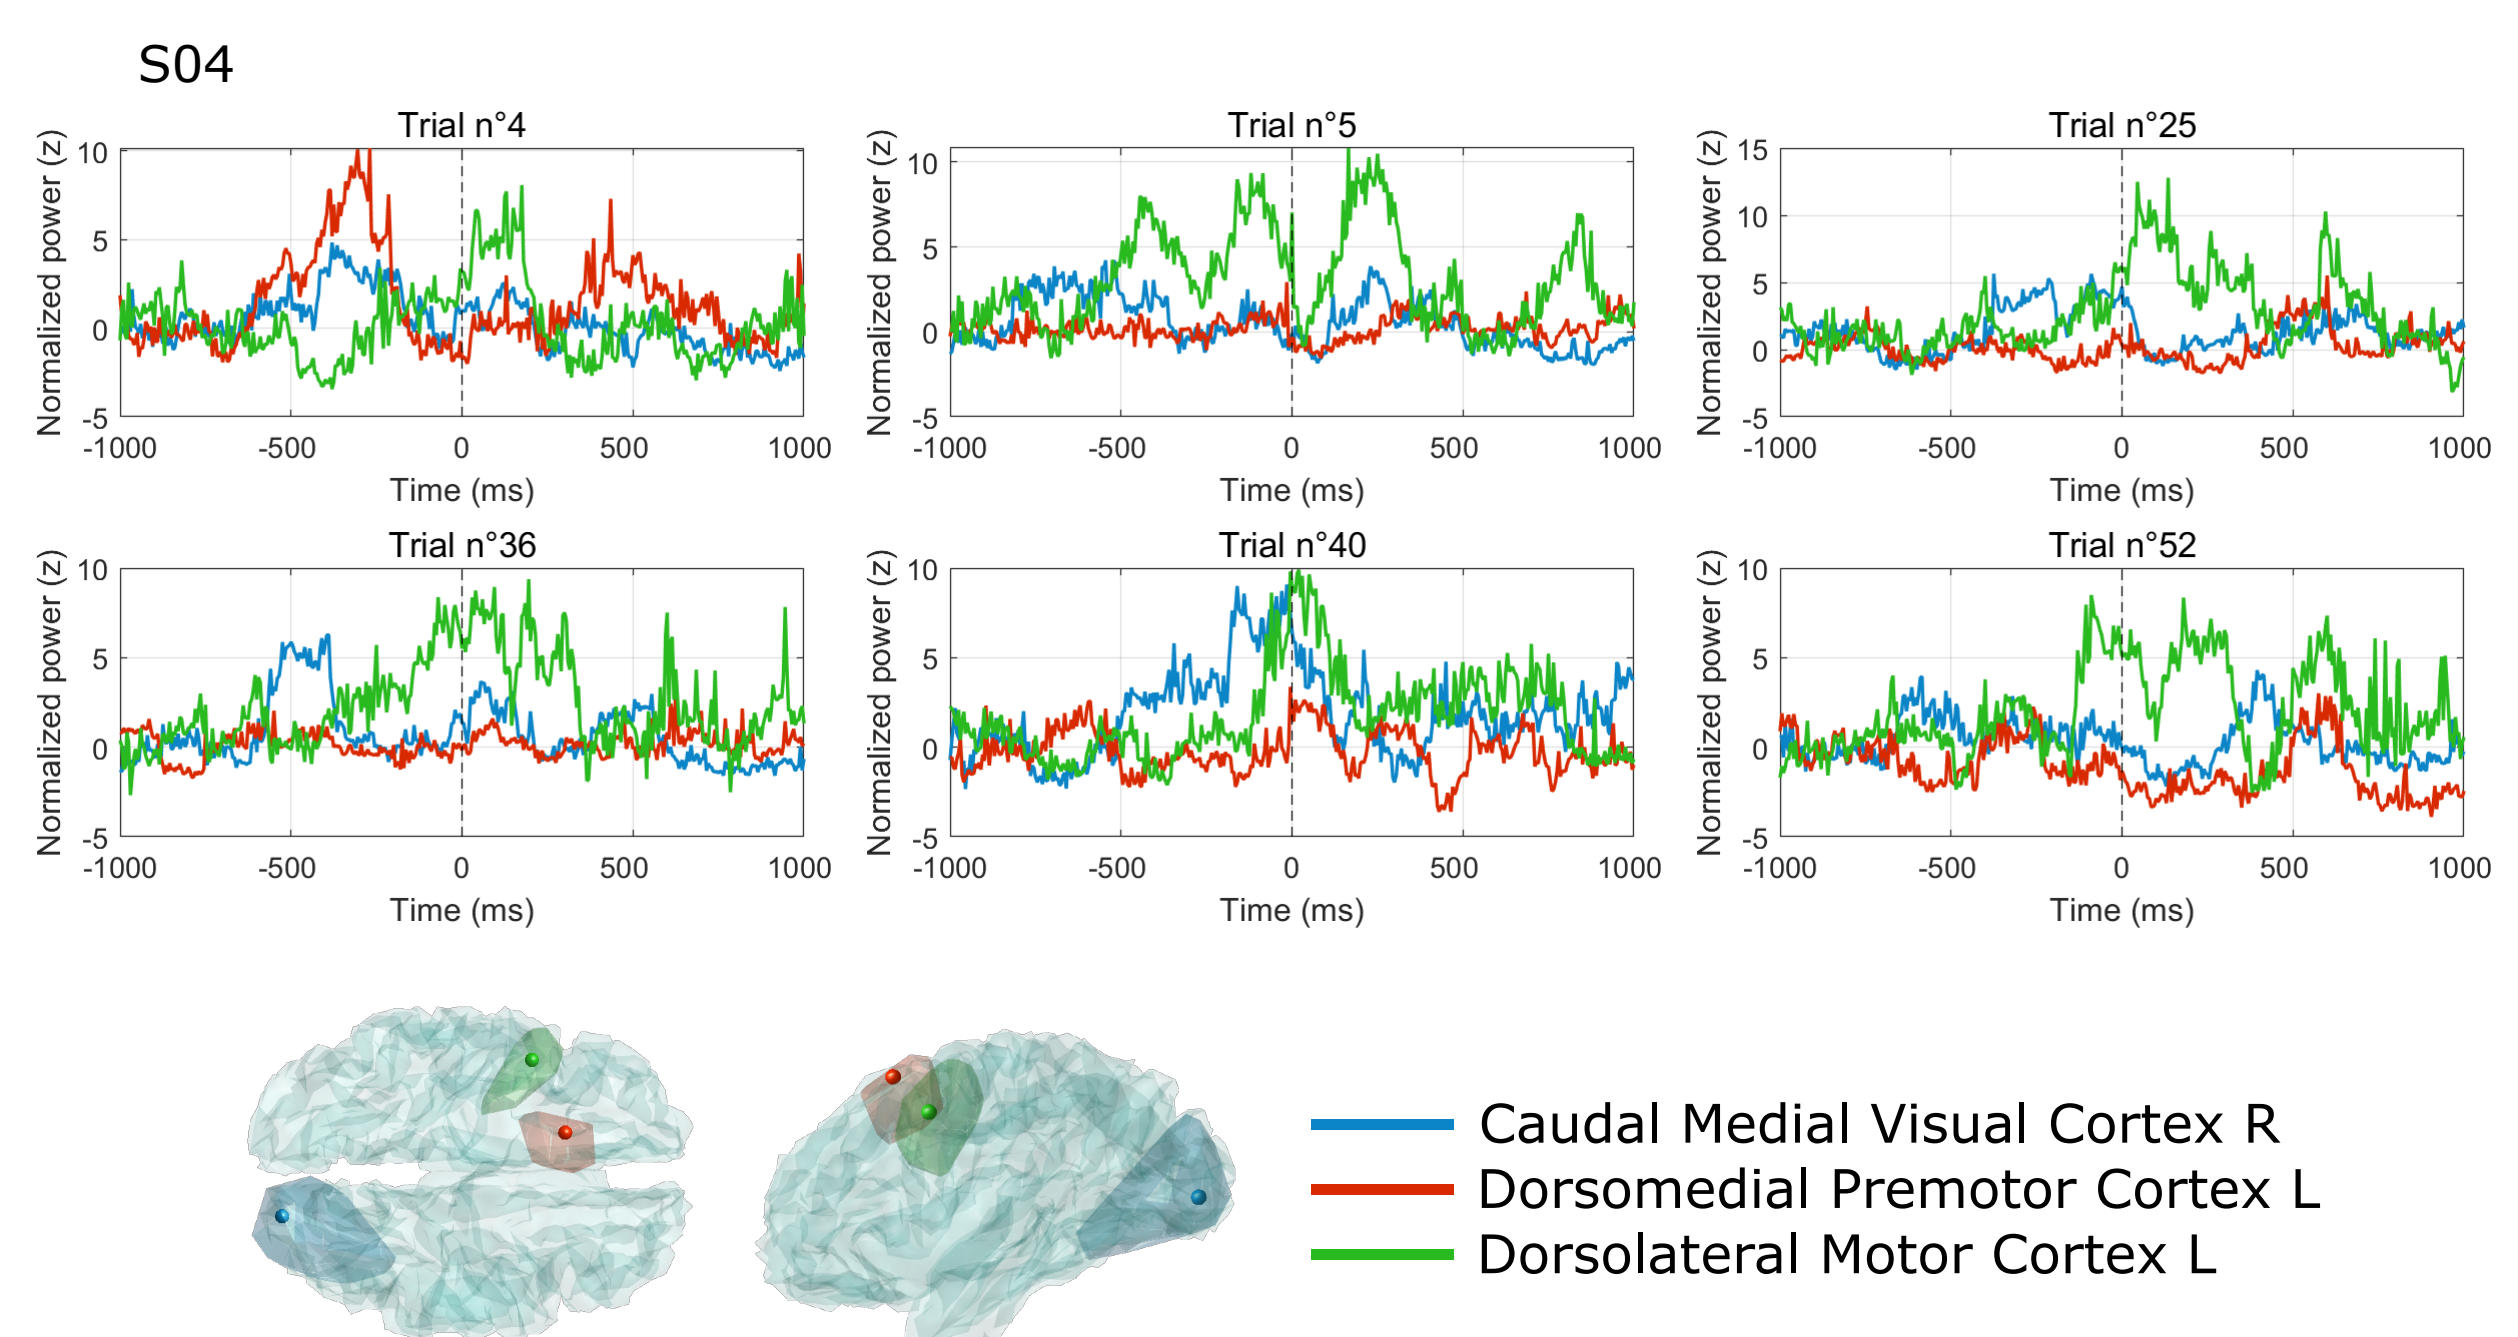 S04
Trial n°4
Normalized power (z)
10
5
0
-5
-1000 -500 0 500 1000
Time (ms)
Trial n°5
Normalized power (z)
10
5
0
-5
-1000 -500 0 500 1000
Time (ms)
Trial n°25
Normalized power (z)
15
10
5
0
-5
-1000 -500 0 500 1000
Time (ms)
Trial n°36
Normalized power (z)
10
5
0
-5
-1000 -500 0 500 1000
Time (ms)
Trial n°40
Normalized power (z)
10
5
0
-5
-1000 -500 0 500 1000
Time (ms)
Trial n°52
Normalized power (z)
10
5
0
-5
-1000 -500 0 500 1000
Time (ms)
Caudal Medial Visual Cortex R
Dorsomedial Premotor Cortex L
Dorsolateral Motor Cortex L